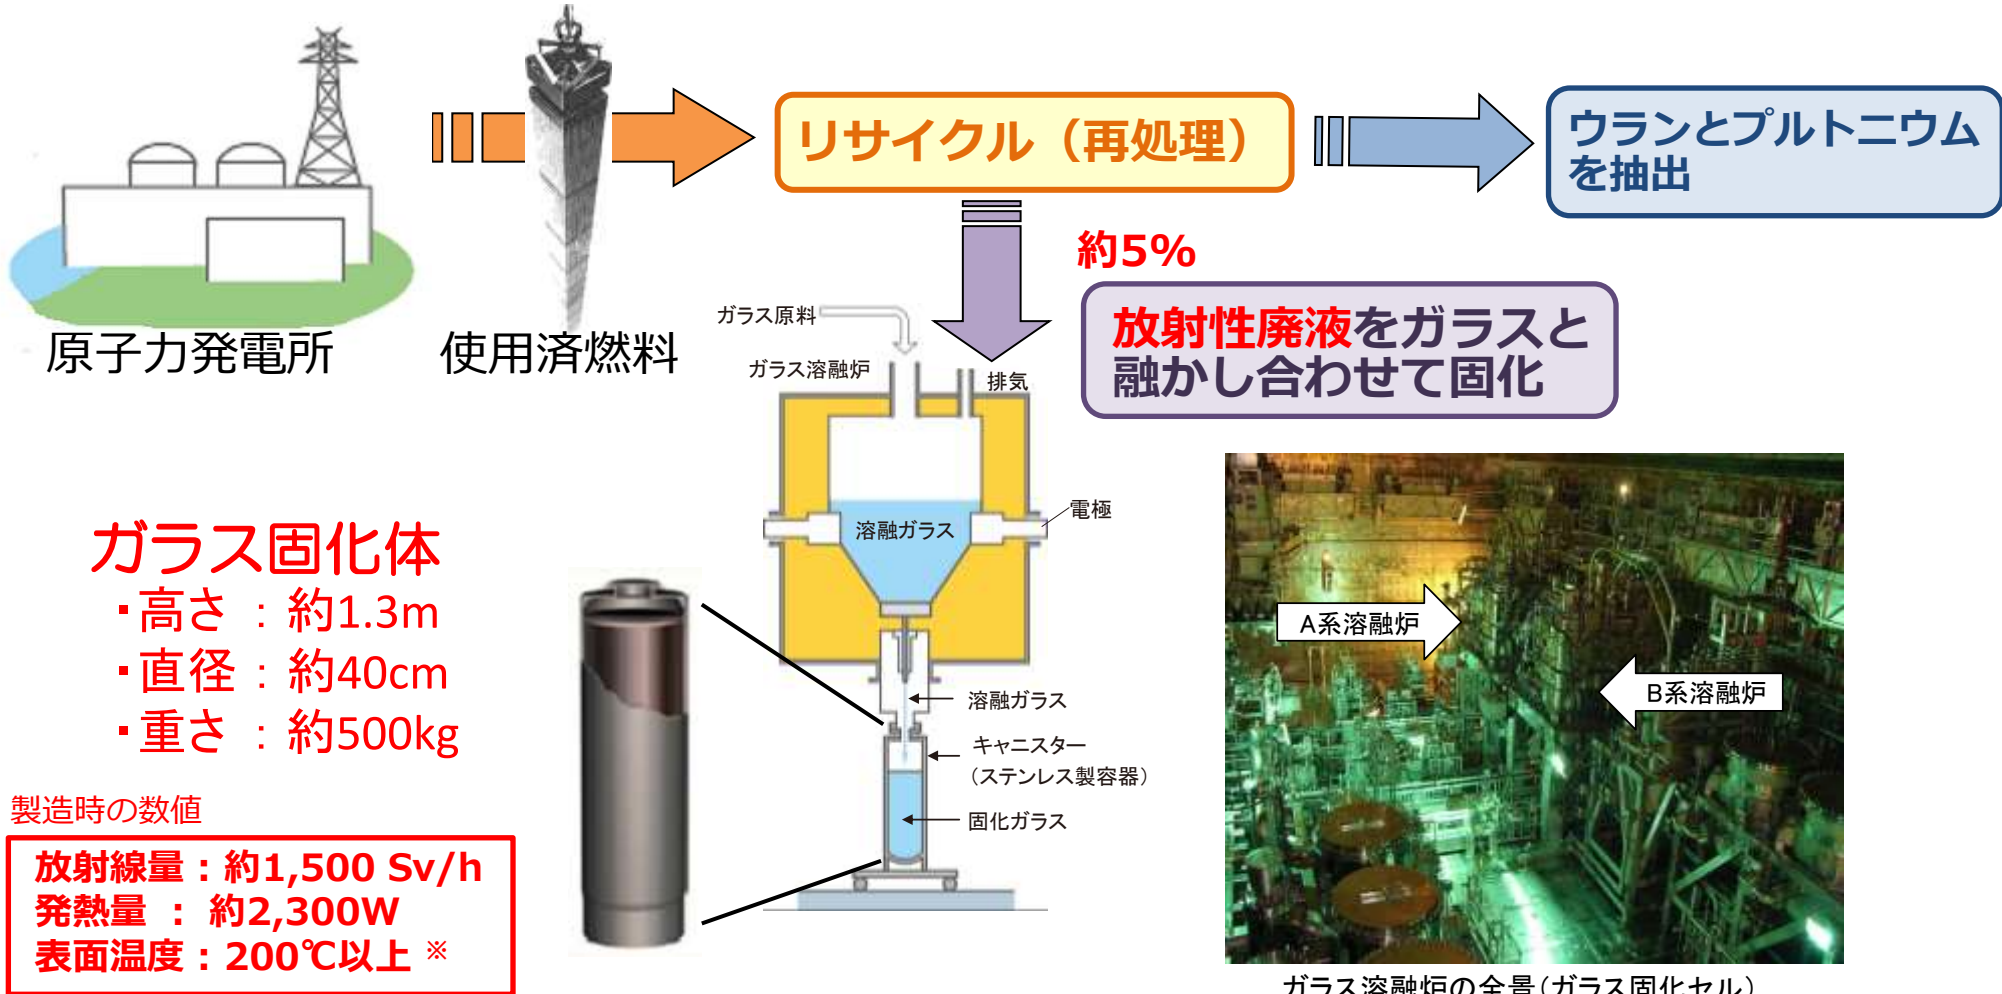 原子力発電所
使用済燃料
リサイクル（再処理）
ウランとプルトニウム
を抽出
約5%
放射性廃液をガラスと
融かし合わせて固化
ガラス原料
ガラス溶融炉
排気
溶融ガラス
電極
溶融ガラス
キャニスター
（ステンレス製容器）
固化ガラス
ガラス固化体
・高さ ：約1.3m
・直径：約40cm
・重さ ：約500kg
製造時の数値
放射線量：約1,500 Sv/h
発熱量 ： 約2,300W
表面温度：200℃以上 ※
A系溶融炉
B系溶融炉
ガラス溶融炉の全景（ガラス固化セル）